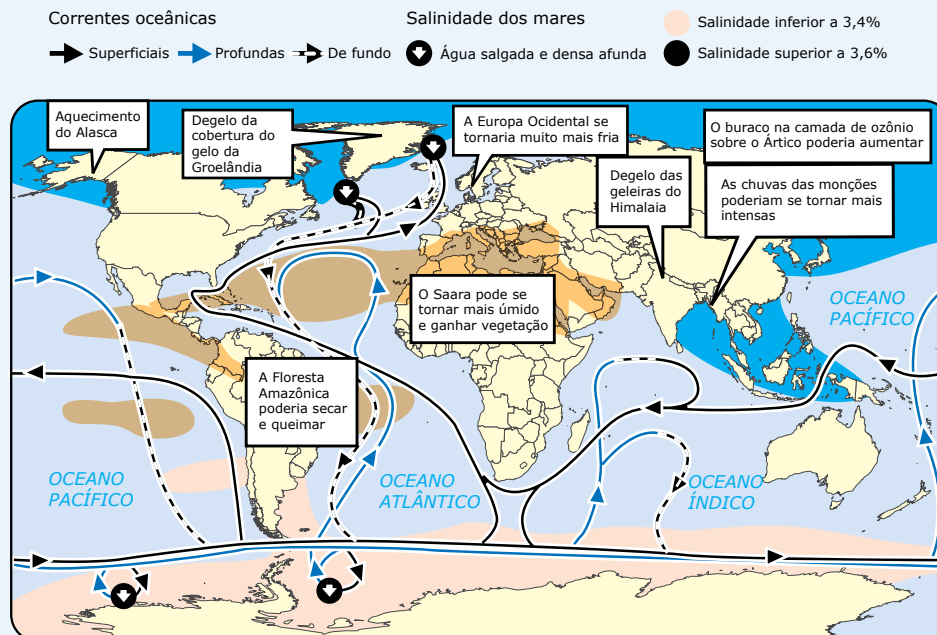 Correntes oceânicas
Superficiais
Profundas
De fundo
Salinidade dos mares
Água salgada e densa afunda
Salinidade inferior a 3,4%
Salinidade superior a 3,6%
Aquecimento
do Alasca
Degelo da
cobertura do
gelo da
Groelândia
A Europa Ocidental se
tornaria muito mais fria
O buraco na camada de ozônio
sobre o Ártico poderia aumentar
Degelo das
geleiras do
Himalaia
As chuvas das monções
poderiam se tornar mais
intensas
O Saara pode se
tornar mais úmido
e ganhar vegetação
OCEANO
PACÍFICO
A Floresta
Amazônica
poderia secar
e queimar
OCEANO
PACÍFICO
OCEANO
ATLÂNTICO
OCEANO
ÍNDICO